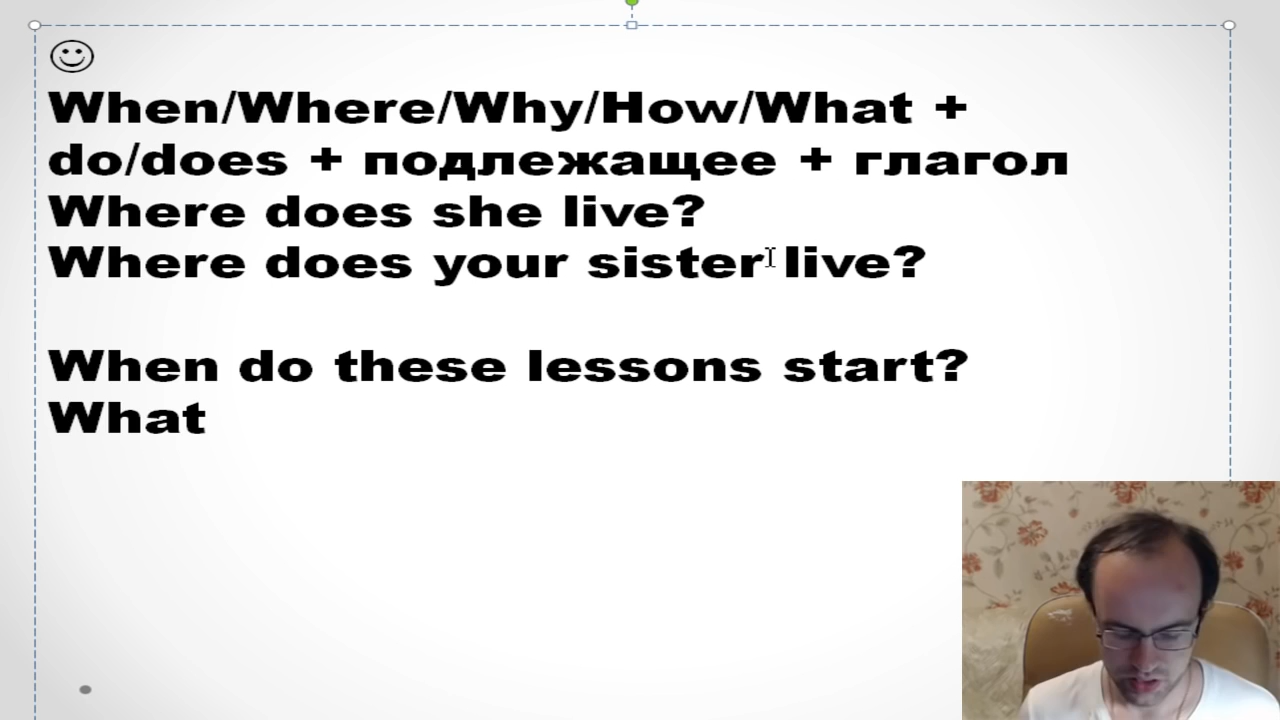 When/Where/Why/How/What +
do/does + подлежащее + глагол
Where does she live?
Where does your sister live?
When do these lessons start?
What